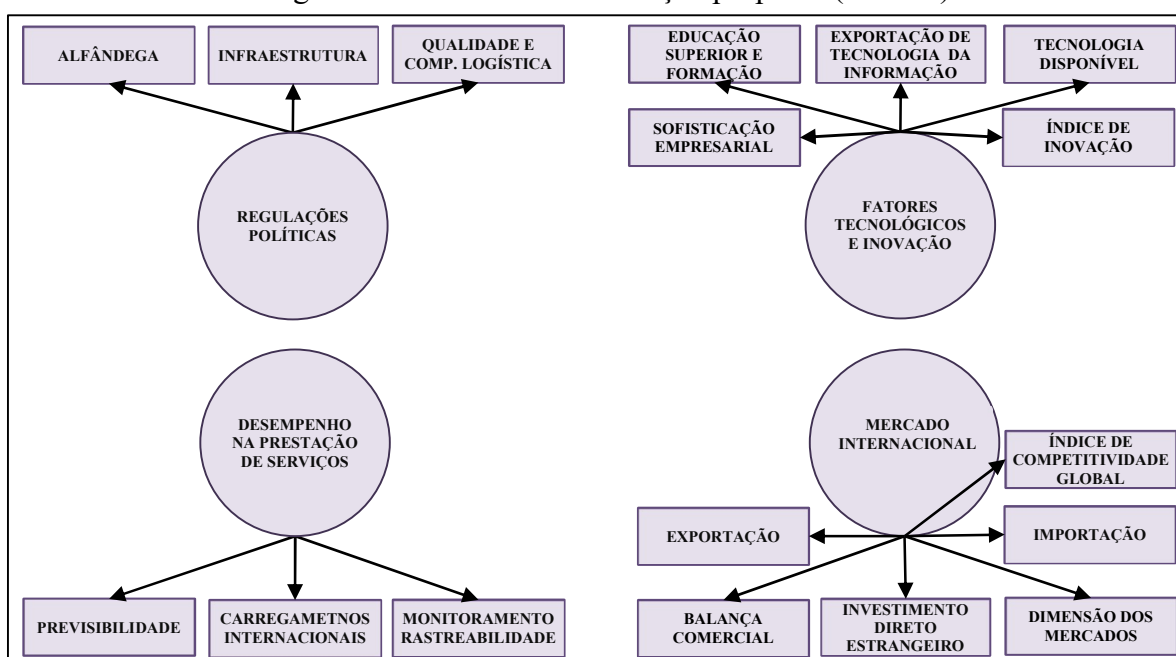 ALFÂNDEGA
INFRAESTRUTURA
QUALIDADE E
COMP. LOGÍSTICA
REGULAÇÕES
POLÍTICAS
EDUCAÇÃO
SUPERIOR E
FORMAÇÃO
EXPORTAÇÃO DE
TECNOLOGIA DA
INFORMAÇÃO
TECNOLOGIA
DISPONÍVEL
SOFISTICAÇÃO
EMPRESARIAL
ÍNDICE DE
INOVAÇÃO
FATORES
TECNOLÓGICOS
E INOVAÇÃO
DESEMPENHO
NA PRESTAÇÃO
DE SERVIÇOS
PREVISIBILIDADE
CARREGAMETNOS
INTERNACIONAIS
MONITORAMENTO
RASTREABILIDADE
MERCADO
INTERNACIONAL
ÍNDICE DE
COMPETITIVIDADE
GLOBAL
EXPORTAÇÃO
IMPORTAÇÃO
BALANÇA
COMERCIAL
INVESTIMENTO
DIRETO
ESTRANGEIRO
DIMENSÃO DOS
MERCADOS